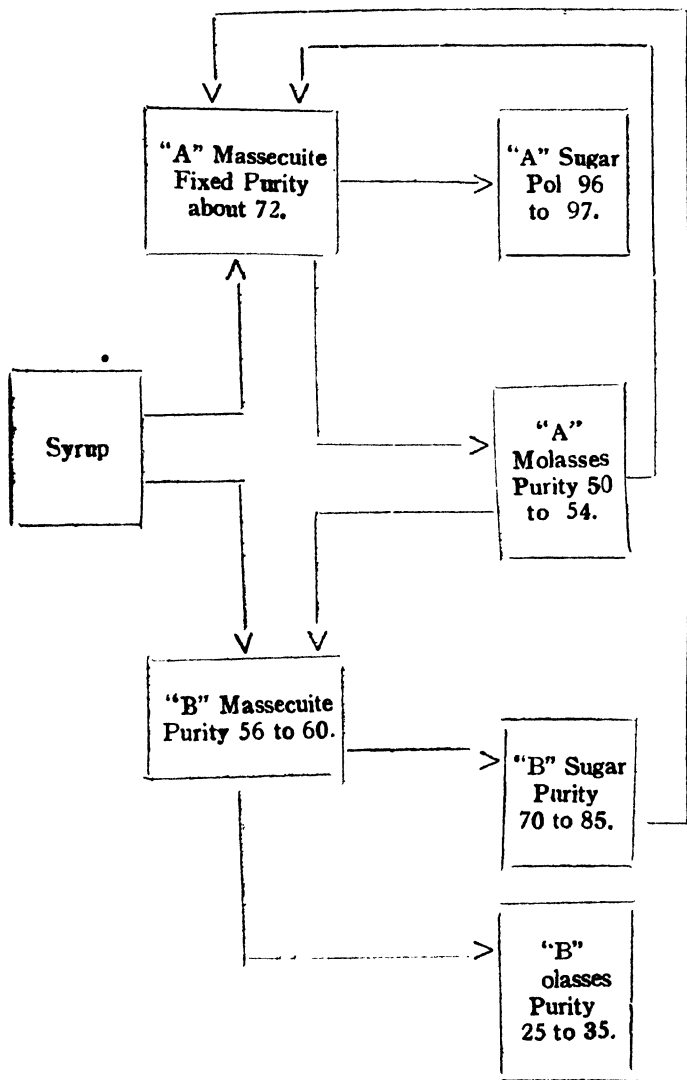 “A” Massecuite
Fixed Purity
about 72.
“A” Sugar
Pol 96
to 97.
Syrup
“A”
Molasses
Purity 50
to 54.
“B” Massecuite
Purity 56 to 60.
“B” Sugar
Purity
70 to 85.
“B”
olasses
Purity
25 to 35.